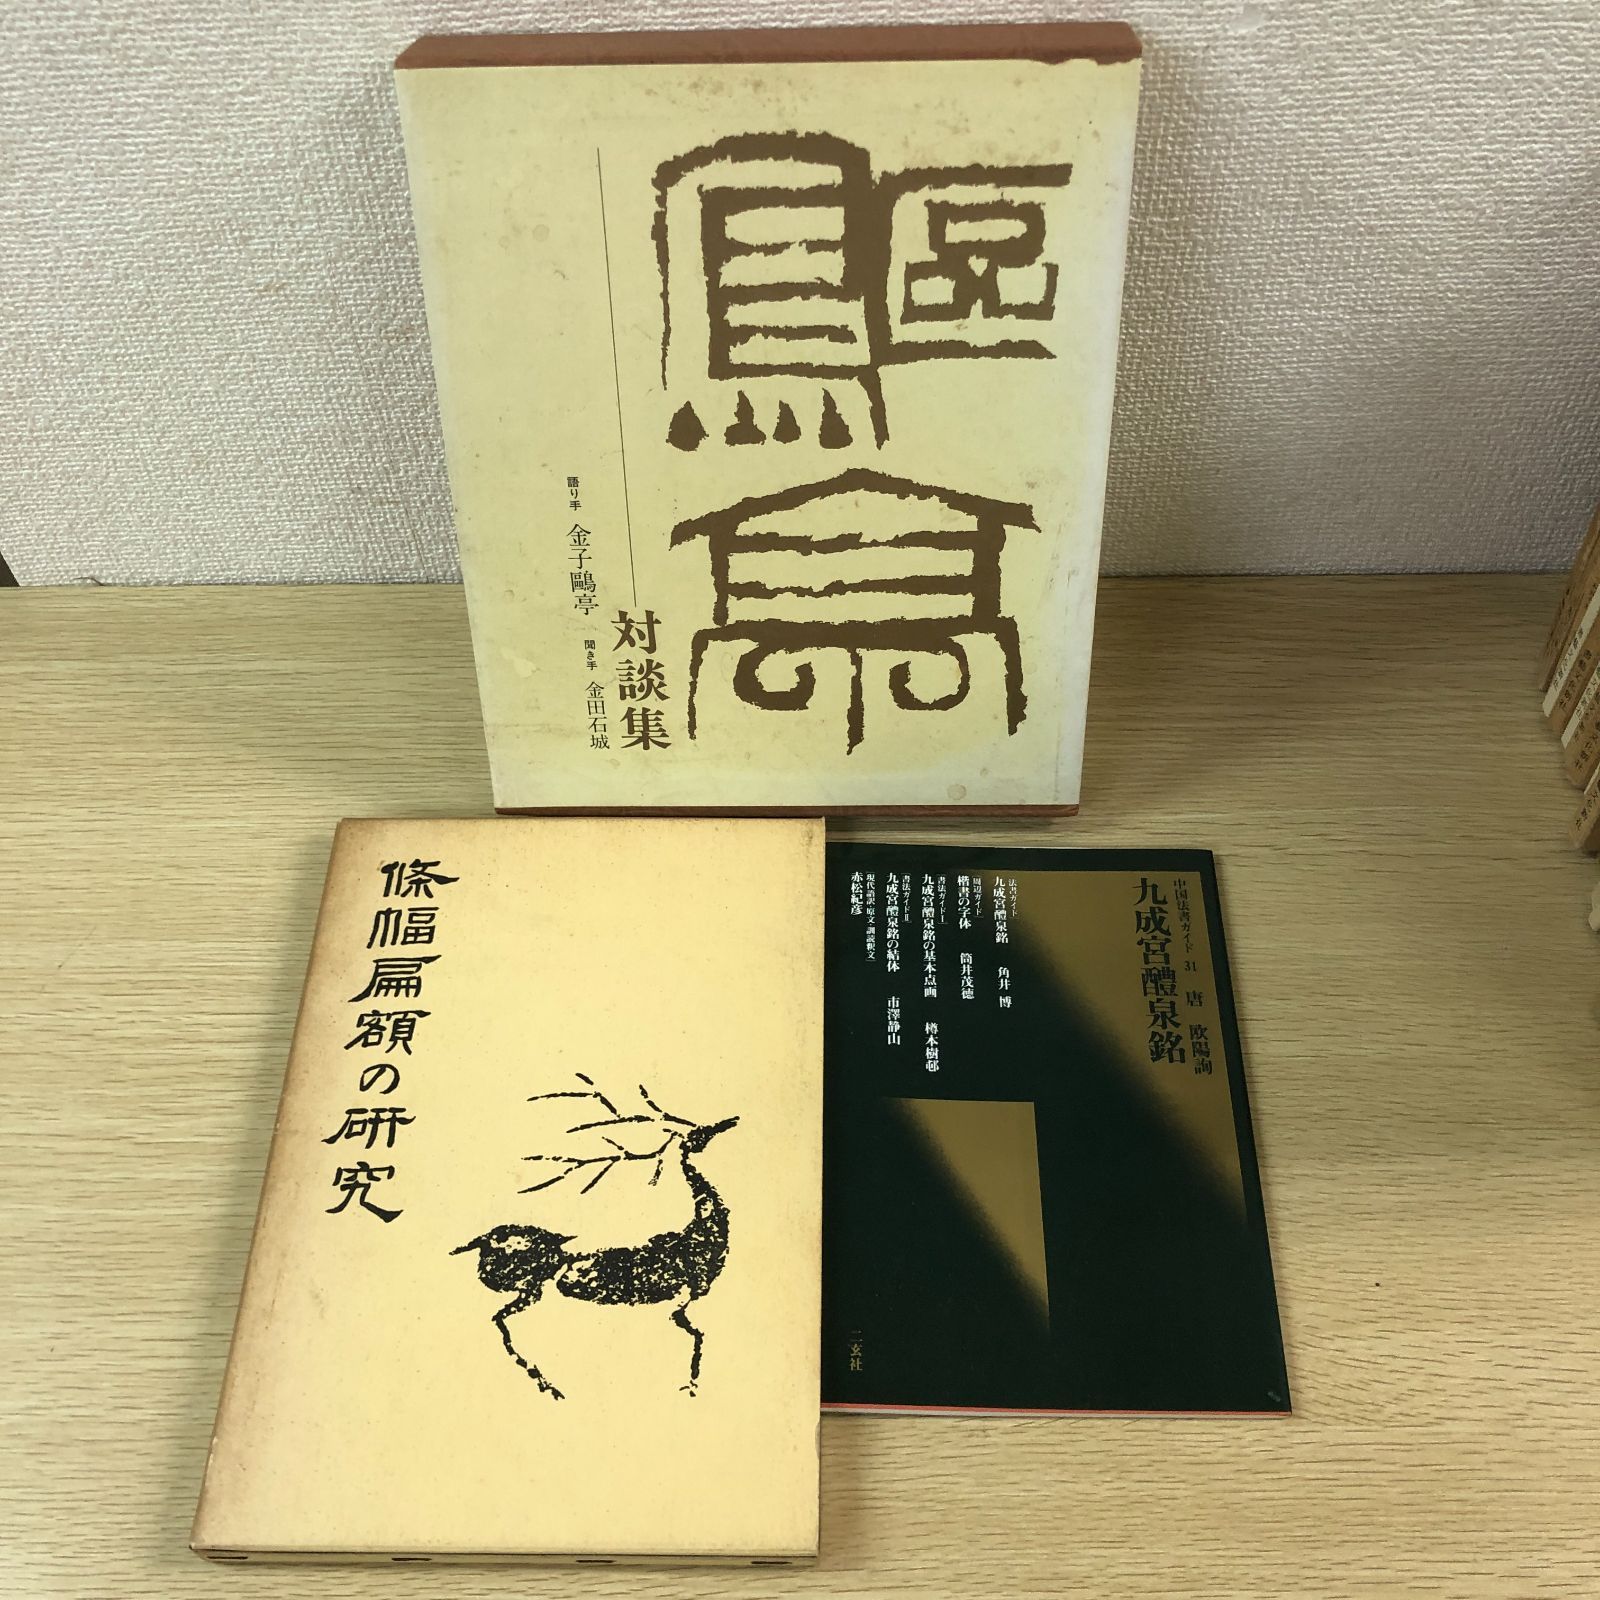 鷗亭
対談集
語り手 金子鷗亭
聞き手 金田石城
條幅扁額の研究
中国法書ガイド 31 唐 欧陽詢
九成宮醴泉銘
法書ガイド
九成宮醴泉銘 角井 博
[周辺ガイド]
楷書の字体 筒井茂徳
[書法ガイドⅠ]
九成宮醴泉銘の基本点画 樽本樹邨
[書法ガイドⅡ]
九成宮醴泉銘の結体 市澤静山
[現代語訳・原文・訓読釈文]
赤松紀彦
二玄社